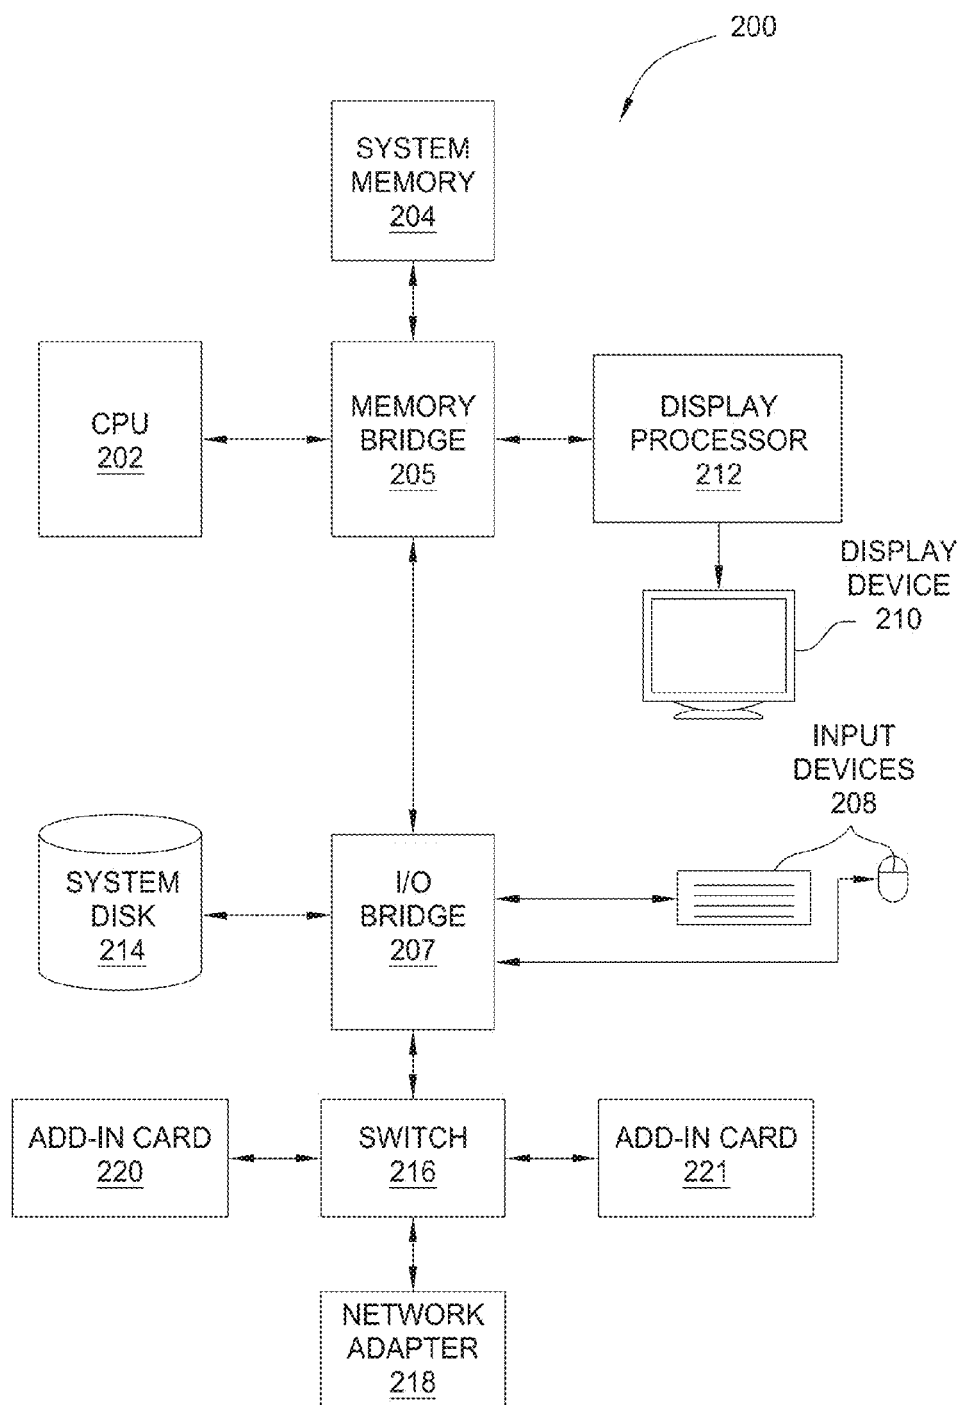 200
SYSTEM
MEMORY
204
CPU
202
MEMORY
BRIDGE
205
DISPLAY
PROCESSOR
212
DISPLAY
DEVICE
210
INPUT
DEVICES
208
SYSTEM
DISK
214
I/O
BRIDGE
207
ADD-IN CARD
220
SWITCH
216
ADD-IN CARD
221
NETWORK
ADAPTER
218